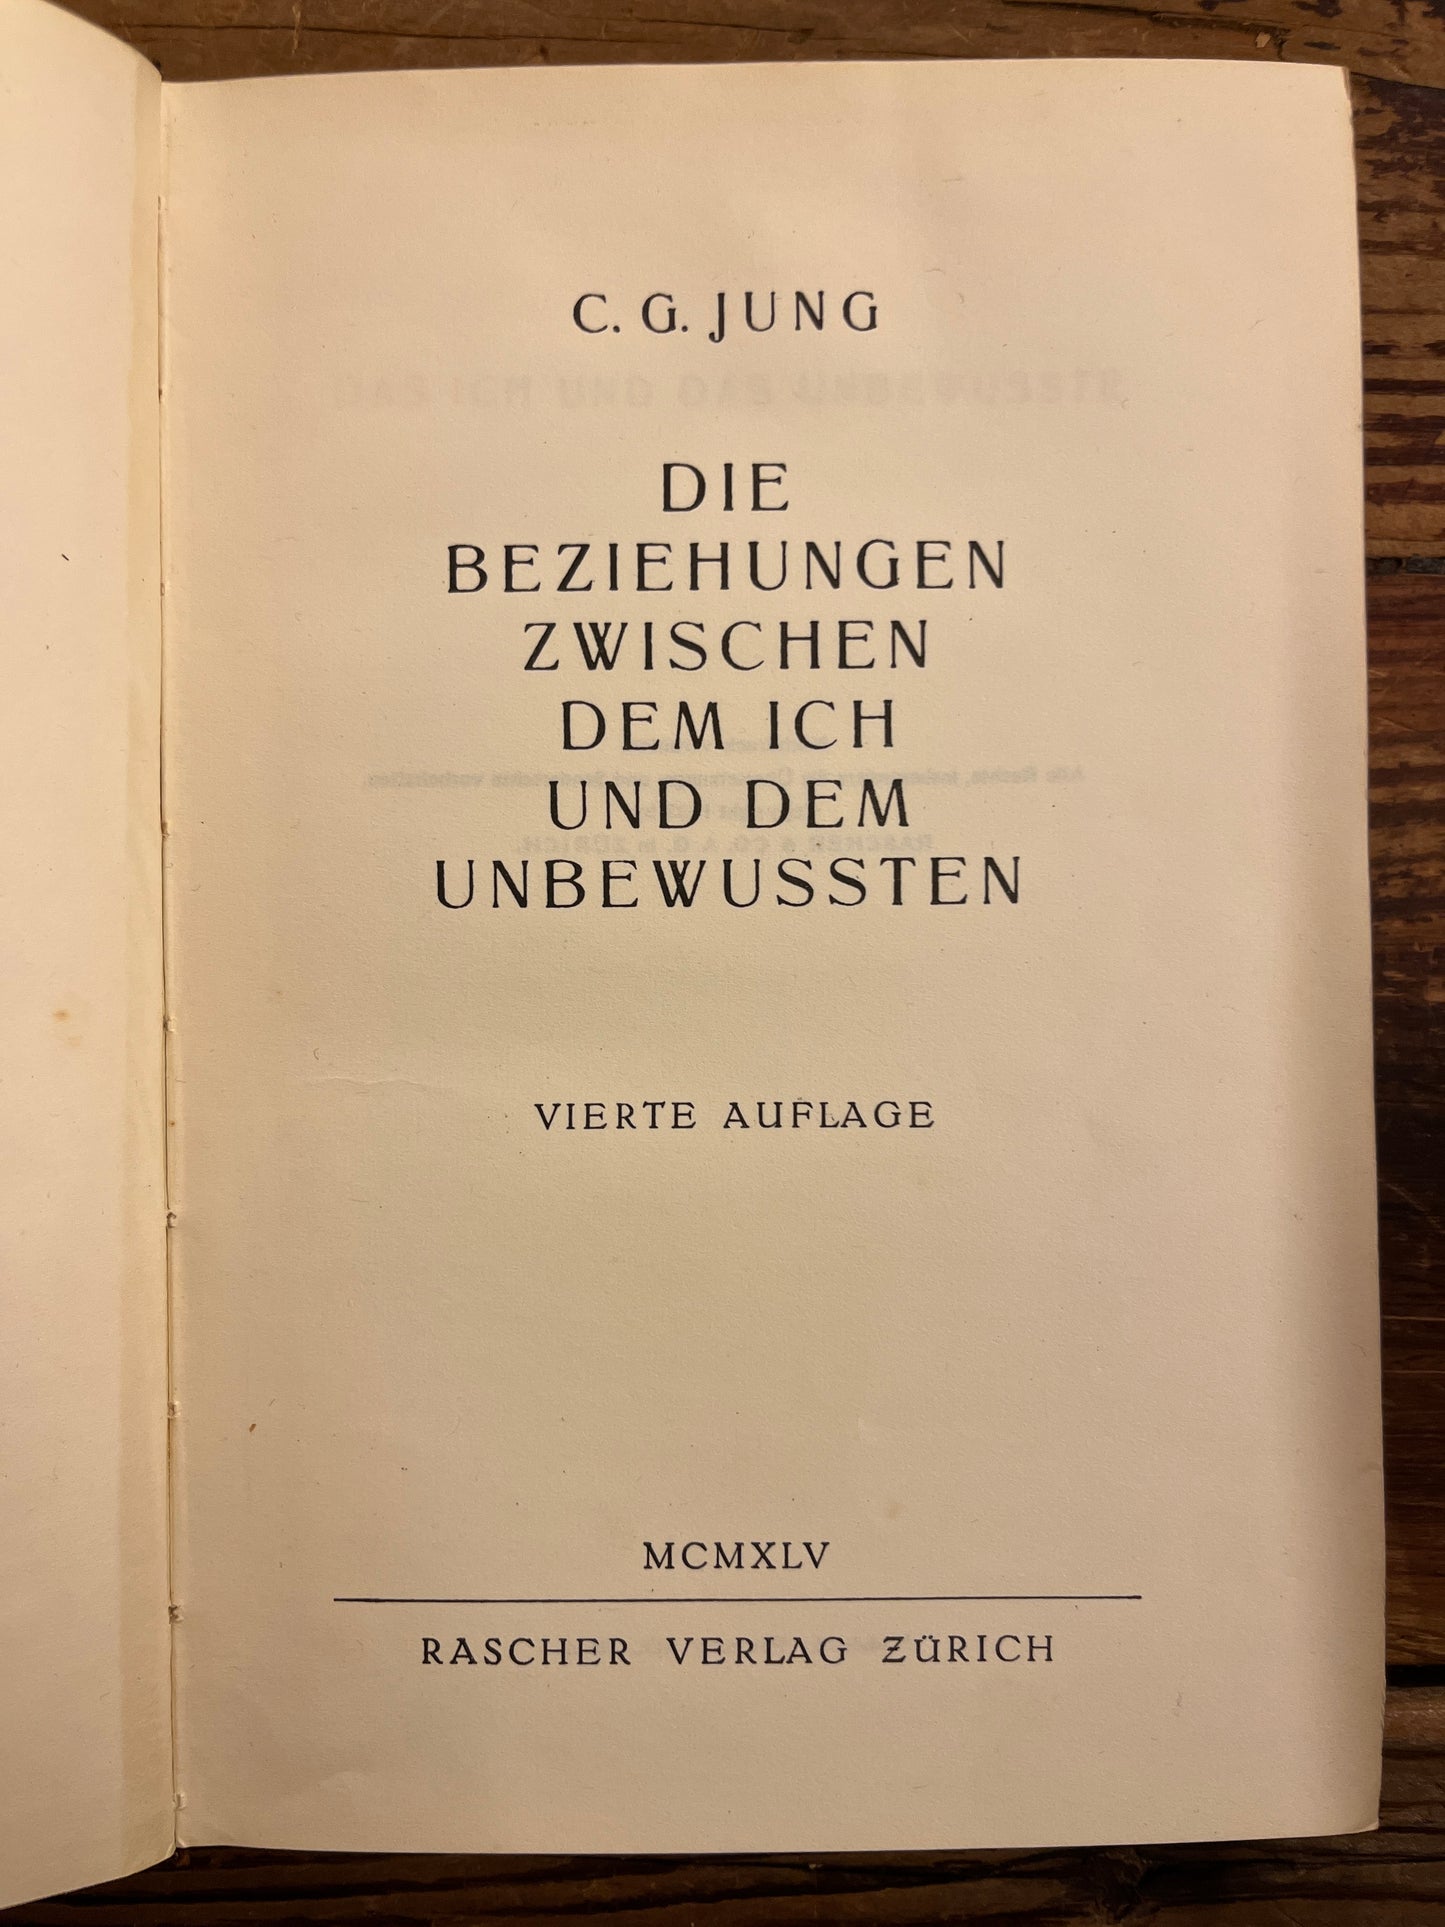 C. G. JUNG
DIE
BEZIEHUNGEN
ZWISCHEN
DEM ICH
UND DEM
UNBEWUSSTEN
VIERTE AUFLAGE
MCMXLV
RASCHER VERLAG ZÜRICH